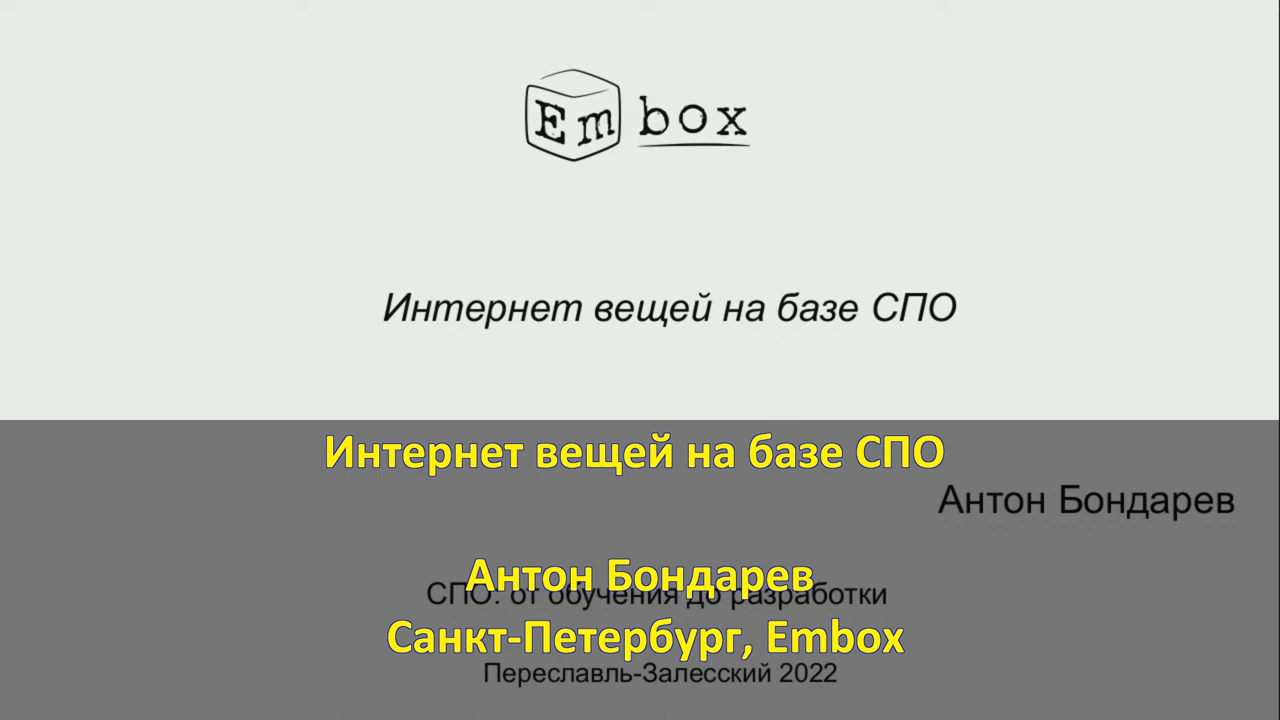 Em box
Интернет вещей на базе СПО
Интернет вещей на базе СПО
Антон Бондарев
Антон Бондарев
СПО: от обучения до разработки
Санкт-Петербург, Embox
Переславль-Залесский 2022